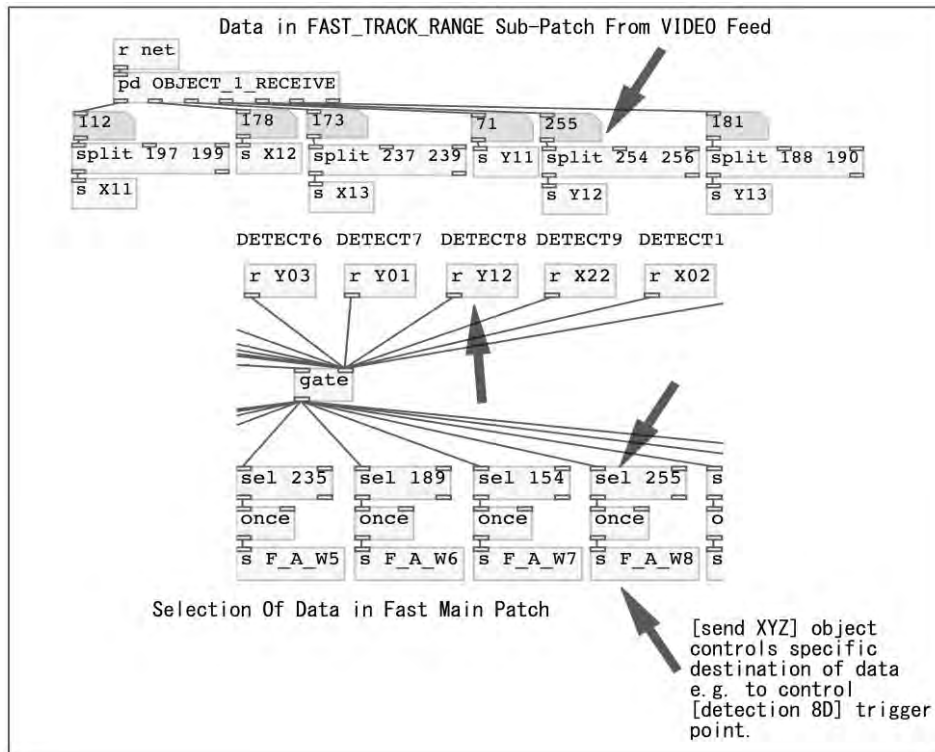 Data in FAST_TRACK_RANGE Sub-Patch From VIDEO Feed
r net
pd OBJECT_1_RECEIVE
112 178 173 71 255 181
split 197 199 s X12 split 237 239 s Y11 split 254 256 split 188 190
s X11 s X13 s Y12 s Y13
DETECT6 DETECT7 DETECT8 DETECT9 DETECT1
r Y03 r Y01 r Y12 r X22 r X02
gate
sel 235 sel 189 sel 154 sel 255 s
once once once once o
s F_A_W5 s F_A_W6 s F_A_W7 s F_A_W8 s
Selection Of Data in Fast Main Patch
[send XYZ] object
controls specific
destination of data
e.g. to control
[detection 8D] trigger
point.